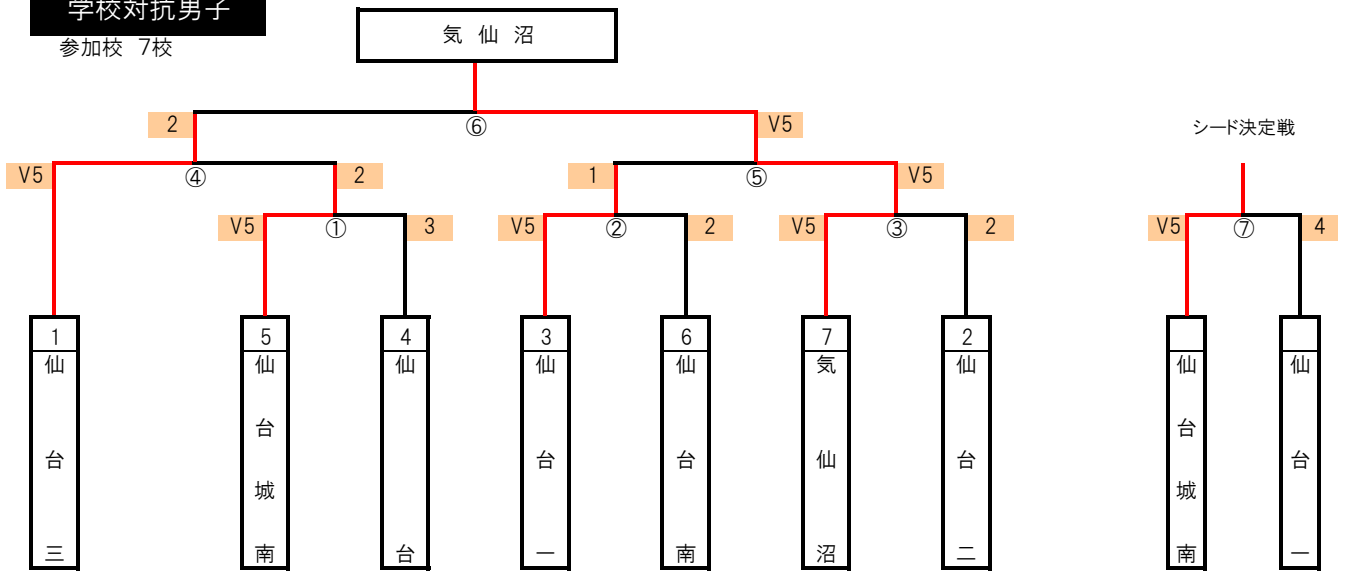 学校対抗男子
参加校 7校
気仙沼
2
⑥
V5
シード決定戦
V5
④
2
1
⑤
V5
V5
①
3
V5
②
2
V5
③
2
V5
⑦
4
1
5
4
3
6
7
2
仙台三
仙台城南
仙台
仙台一
仙台南
気仙沼
仙台二
仙台城南
仙台一